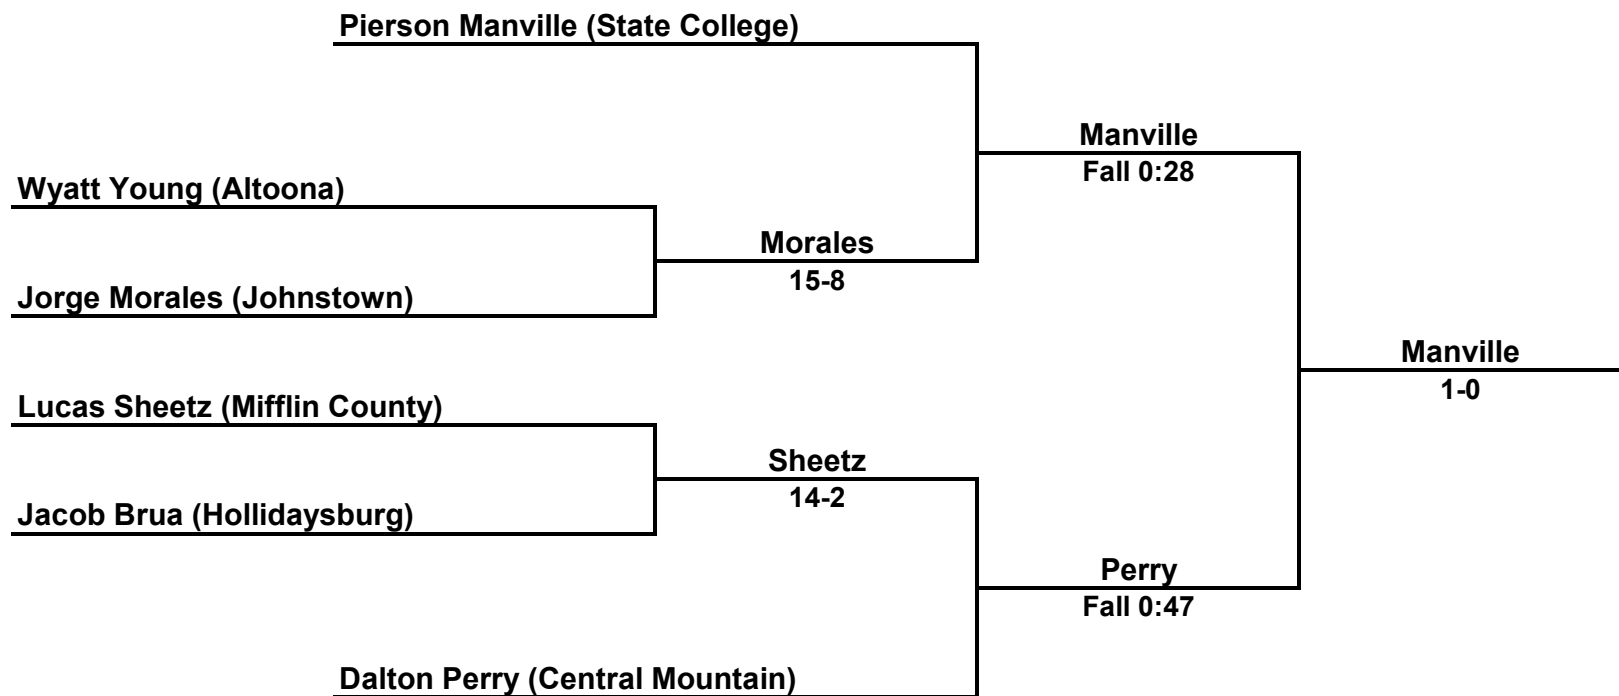 Pierson Manville (State College)
Manville
Fall 0:28
Wyatt Young (Altoona)
Morales
15-8
Jorge Morales (Johnstown)
Manville
1-0
Lucas Sheetz (Mifflin County)
Sheetz
14-2
Jacob Brua (Hollidaysburg)
Perry
Fall 0:47
Dalton Perry (Central Mountain)